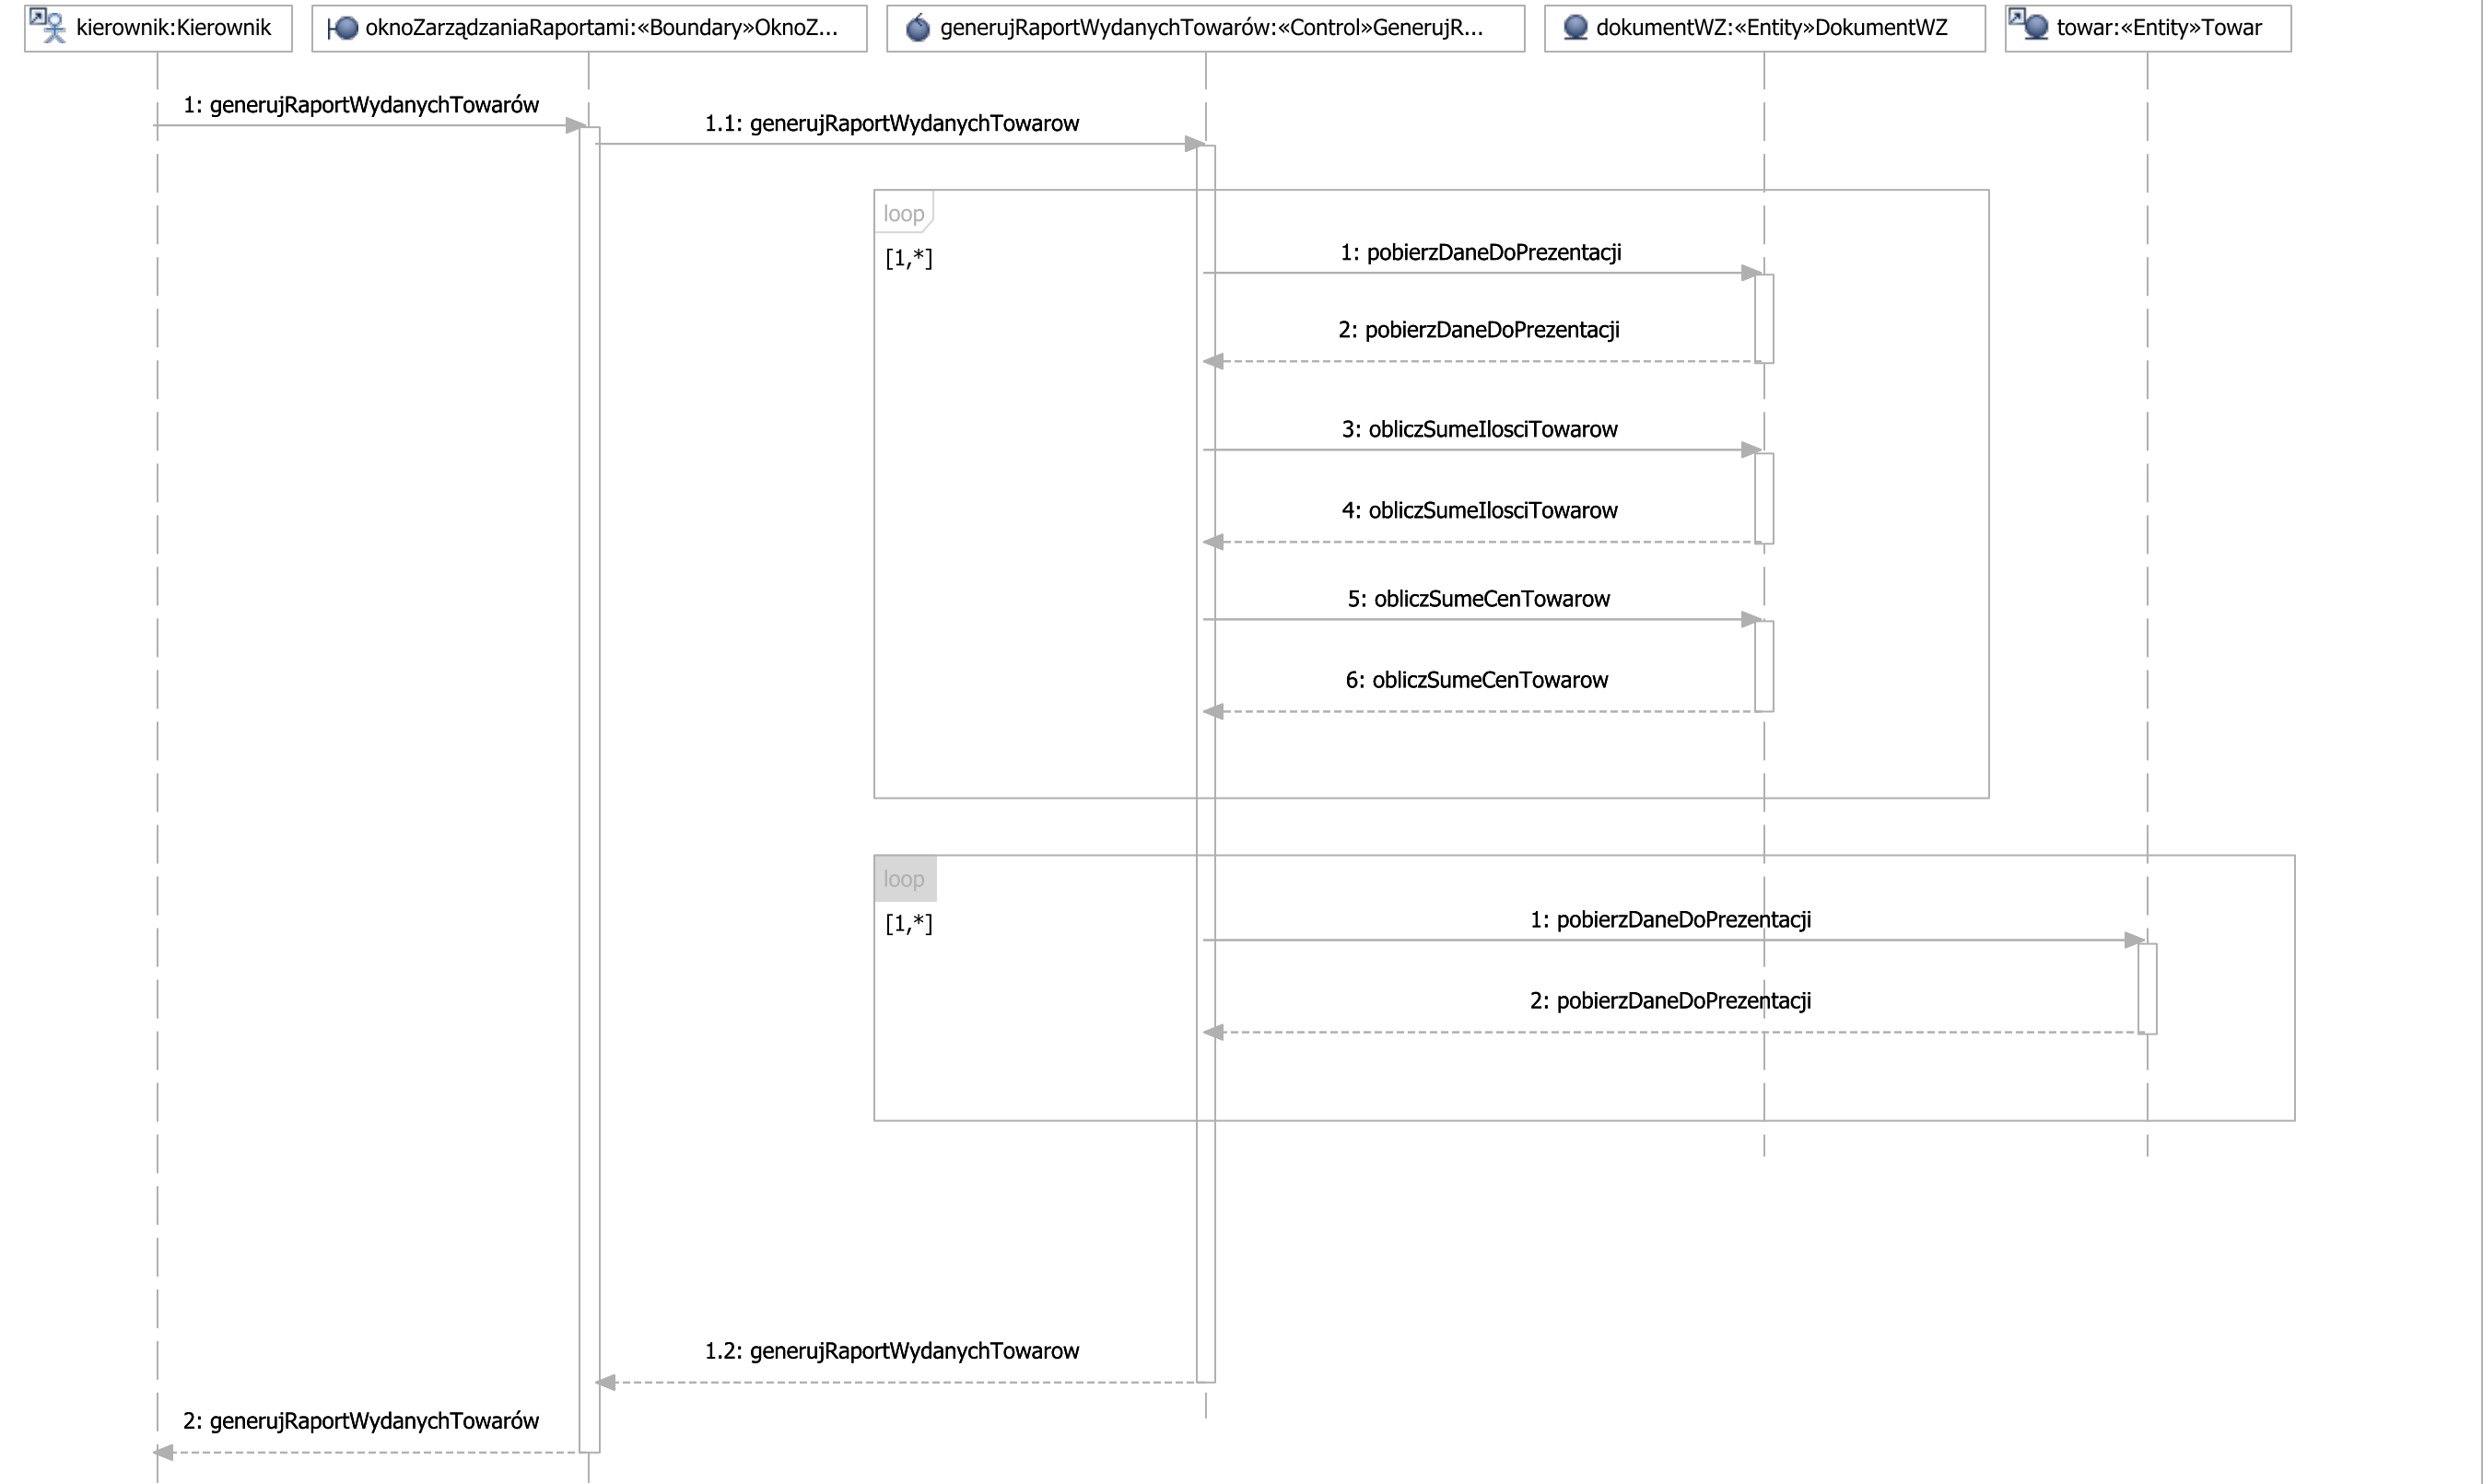 kierownik:Kierownik
oknoZarządzaniaRaportami:«Boundary»OknoZ...
generujRaportWydanychTowarów:«Control»GenerujR...
dokumentWZ:«Entity»DokumentWZ
towar:«Entity»Towar
1: generujRaportWydanychTowarów
1.1: generujRaportWydanychTowarow
loop
[1,*]
1: pobierzDaneDoPrezentacji
2: pobierzDaneDoPrezentacji
3: obliczSumeIlosciTowarow
4: obliczSumeIlosciTowarow
5: obliczSumeCenTowarow
6: obliczSumeCenTowarow
loop
[1,*]
1: pobierzDaneDoPrezentacji
2: pobierzDaneDoPrezentacji
1.2: generujRaportWydanychTowarow
2: generujRaportWydanychTowarów